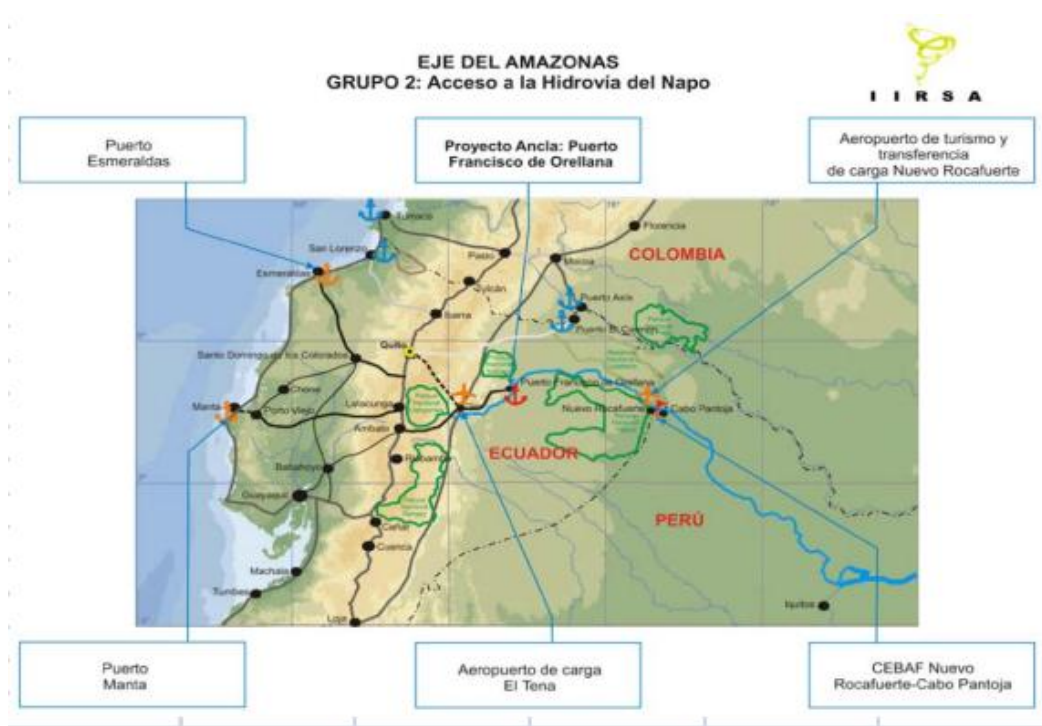 EJE DEL AMAZONAS
GRUPO 2: Acceso a la Hidrovía del Napo
IIRSA
Puerto
Esmeraldas
Proyecto Ancla: Puerto
Francisco de Orellana
Aeropuerto de turismo y
transferencia
de carga Nuevo Rocafuerte
Tumaco
Florencia
San Lorenzo
Pasto
Mocoa
COLOMBIA
Esmeraldas
Tulcán
Puerto Asís
Ibarra
Puerto El Carmen
Quito
Santo Domingo de los Colorados
Puerto Francisco de Orellana
Chone
Manta
Porto Viejo
Latacunga
Nuevo Rocafuerte
Cabo Pantoja
Ambato
ECUADOR
Riobamba
Babahoyo
Guayaquil
PERÚ
Cañar
Cuenca
Machala
Tumbes
Iquitos
Loja
Puerto
Manta
Aeropuerto de carga
El Tena
CEBAF Nuevo
Rocafuerte-Cabo Pantoja